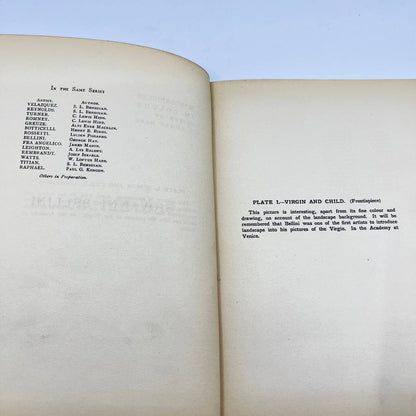 In the Same Series
Artist. Author.
VELAZQUEZ. S. L. Bensusan.
REYNOLDS. S. L. Bensusan.
TURNER. C. Lewis Hind.
ROMNEY. C. Lewis Hind.
GREUZE. Alys Eyre Macklin.
BOTTICELLI. Henry B. Binns.
ROSSETTI. Lucien Pissarro.
BELLINI. George Hay.
FRA ANGELICO. James Mason.
LEIGHTON. A. Lys Baldry.
REMBRANDT. Josef Israels.
WATTS. W. Loftus Hare.
TITIAN. S. L. Bensusan.
RAPHAEL. Paul G. Konody.
Others in Preparation.
PLATE I.—VIRGIN AND CHILD. (Frontispiece)
This picture is interesting, apart from its fine colour and
drawing, on account of the landscape background. It will be
remembered that Bellini was one of the first artists to introduce
landscape into his pictures of the Virgin. In the Academy at
Venice.